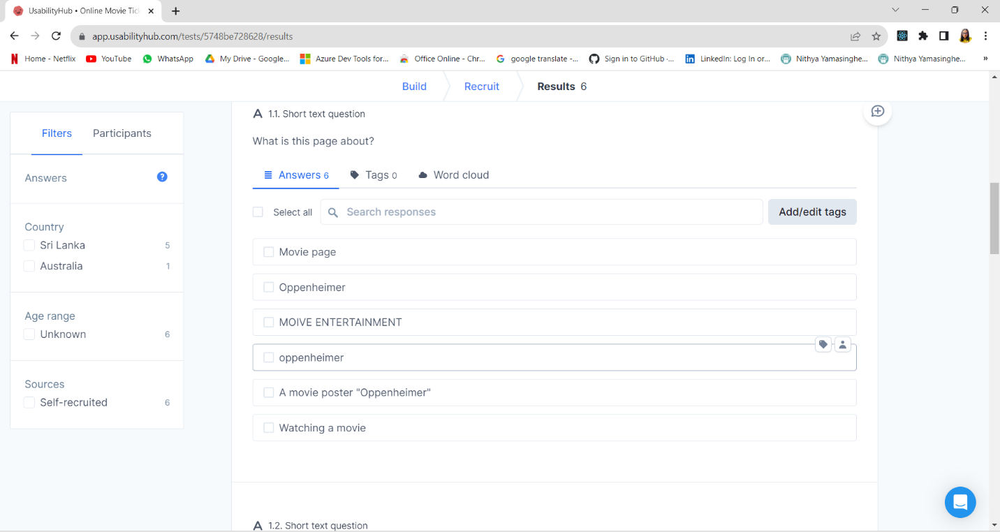 UsabilityHub • Online Movie Tic
app.usabilityhub.com/tests/5748be728628/results
Home - Netflix YouTube WhatsApp My Drive - Google... Azure Dev Tools for... Office Online - Chr... google translate -... Sign in to GitHub ·... LinkedIn: Log In or... Nithya Yamasinghe... Nithya Yamasinghe... »
Build Recruit Results 6
Filters Participants
Answers ?
Country
Sri Lanka 5
Australia 1
Age range
Unknown 6
Sources
Self-recruited 6
1.1. Short text question
What is this page about?
Answers 6 Tags 0 Word cloud
Select all Search responses Add/edit tags
Movie page
Oppenheimer
MOIVE ENTERTAINMENT
oppenheimer
A movie poster "Oppenheimer"
Watching a movie
1.2. Short text question